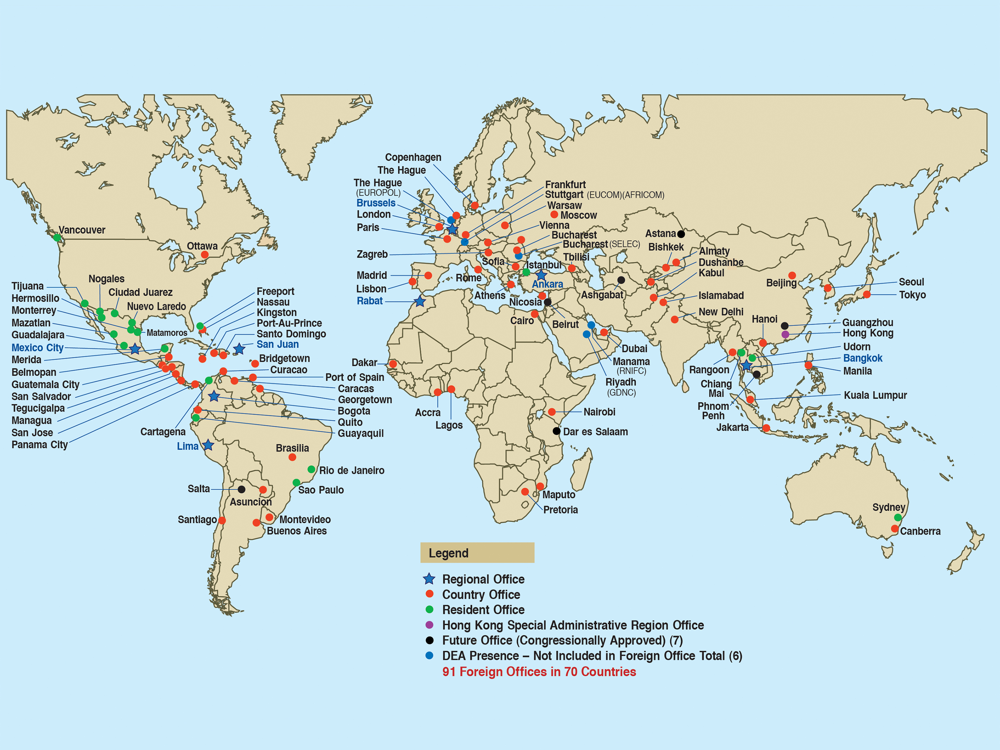 Vancouver
Ottawa
Nogales
Tijuana
Ciudad Juarez
Hermosillo
Nuevo Laredo
Monterrey
Mazatlan
Matamoros
Guadalajara
Mexico City
Merida
Belmopan
Guatemala City
San Salvador
Tegucigalpa
Managua
San Jose
Panama City
Freeport
Nassau
Kingston
Port-Au-Prince
Santo Domingo
San Juan
Bridgetown
Curacao
Port of Spain
Caracas
Georgetown
Bogota
Quito
Guayaquil
Cartagena
Lima
Brasilia
Rio de Janeiro
Sao Paulo
Salta
Asuncion
Santiago
Montevideo
Buenos Aires
Copenhagen
The Hague
The Hague
(EUROPOL)
Brussels
London
Paris
Zagreb
Madrid
Lisbon
Rabat
Frankfurt
Stuttgart (EUCOM)(AFRICOM)
Warsaw
Moscow
Vienna
Bucharest
Bucharest (SELEC)
Tbilisi
Sofia
Istanbul
Rome
Ankara
Athens
Nicosia
Cairo
Beirut
Ashgabat
Astana
Bishkek
Almaty
Dushanbe
Kabul
Islamabad
New Delhi
Dubai
Manama
(RNIFC)
Riyadh
(GDNC)
Dakar
Accra
Lagos
Nairobi
Dar es Salaam
Maputo
Pretoria
Beijing
Seoul
Tokyo
Hanoi
Guangzhou
Hong Kong
Udorn
Bangkok
Manila
Rangoon
Chiang
Mai
Phnom
Penh
Kuala Lumpur
Jakarta
Sydney
Canberra
Legend
Regional Office
Country Office
Resident Office
Hong Kong Special Administrative Region Office
Future Office (Congressionally Approved) (7)
DEA Presence – Not Included in Foreign Office Total (6)
91 Foreign Offices in 70 Countries